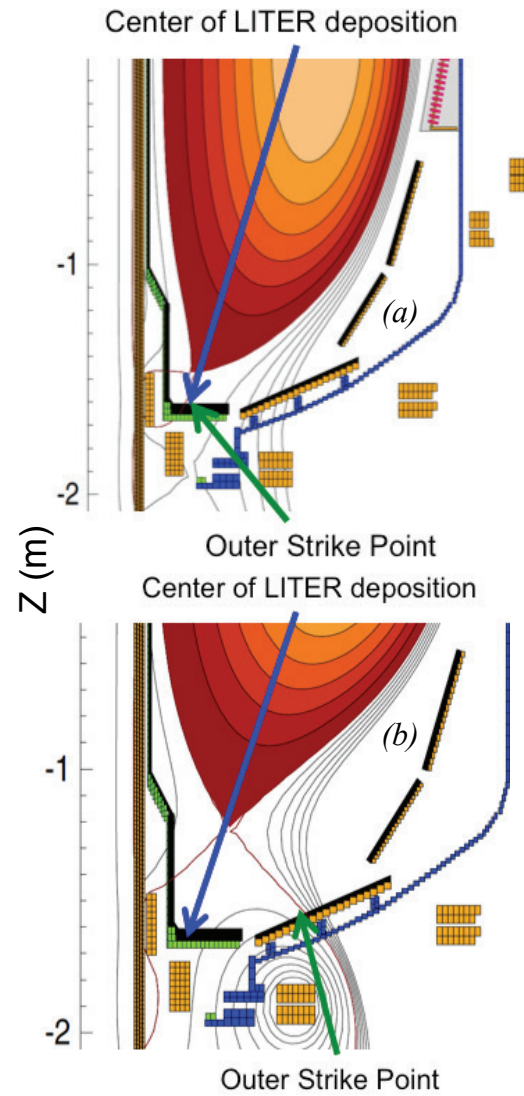 Center of LITER deposition
-1
(a)
-2
Outer Strike Point
Z (m)
Center of LITER deposition
-1
(b)
-2
Outer Strike Point